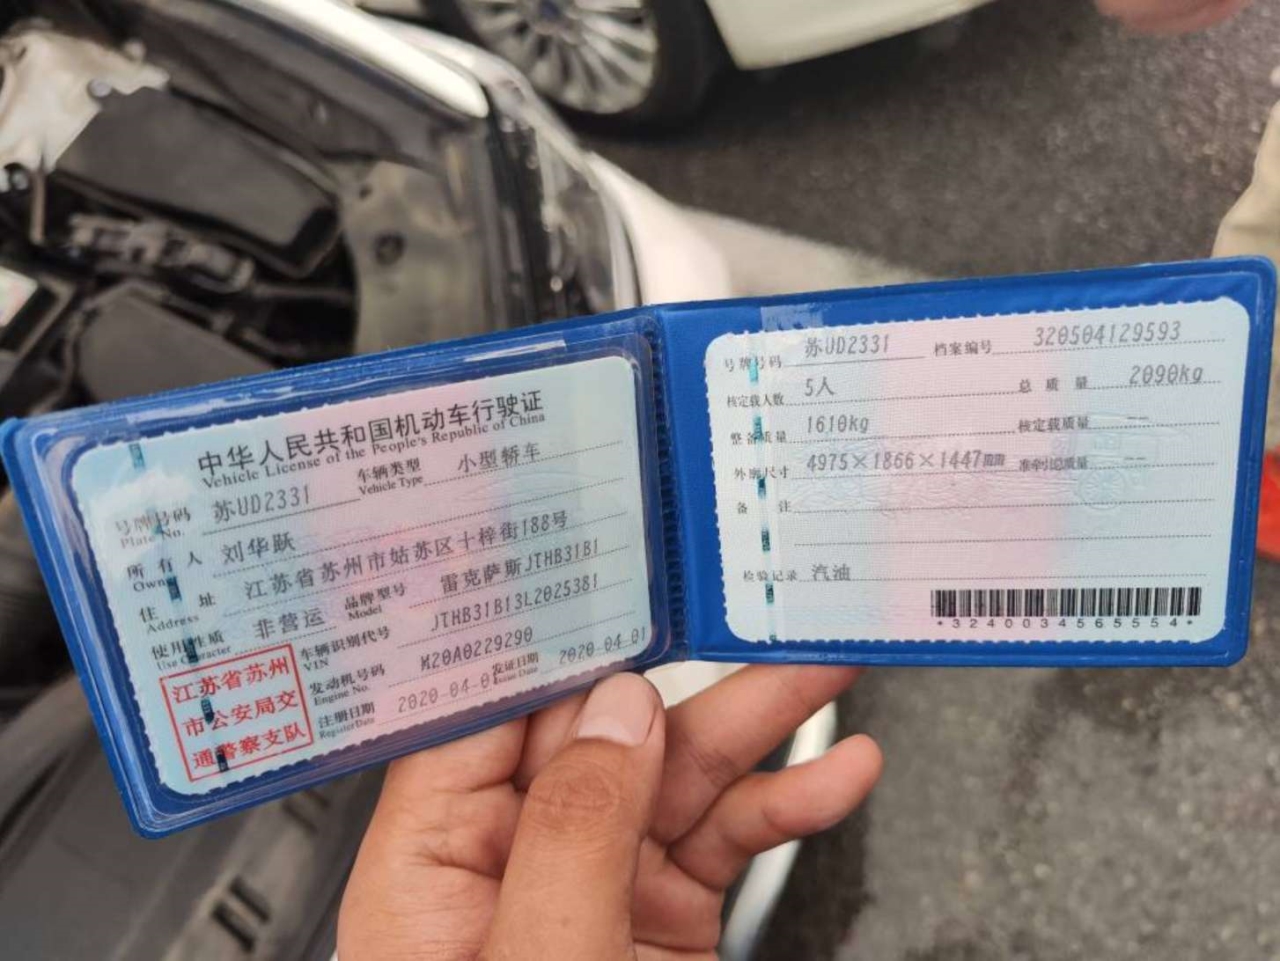 中华人民共和国机动车行驶证
Vehicle License of the People's Republic of China
号牌号码 苏UD2331 车辆类型 小型轿车
Plate No. Vehicle Type
所有人 刘华跃
Owner
住址 江苏省苏州市姑苏区十梓街188号
Address
使用性质 非营运 品牌型号 雷克萨斯JTHB31B1
Use Character Model
车辆识别代号 JTHB31B13L2025381
VIN
发动机号码 M20A0229290
Engine No.
注册日期 2020-04-01 发证日期 2020-04-01
Register Date Issue Date
江苏省苏州
市公安局交
通警察支队
号牌号码 苏UD2331 档案编号 320504129593
核定载人数 5人 总质量 2090kg
整备质量 1610kg 核定载质量 --
外廓尺寸 4975×1866×1447 准牵引总质量 --
备注
检验记录 汽油
*3240034565554*